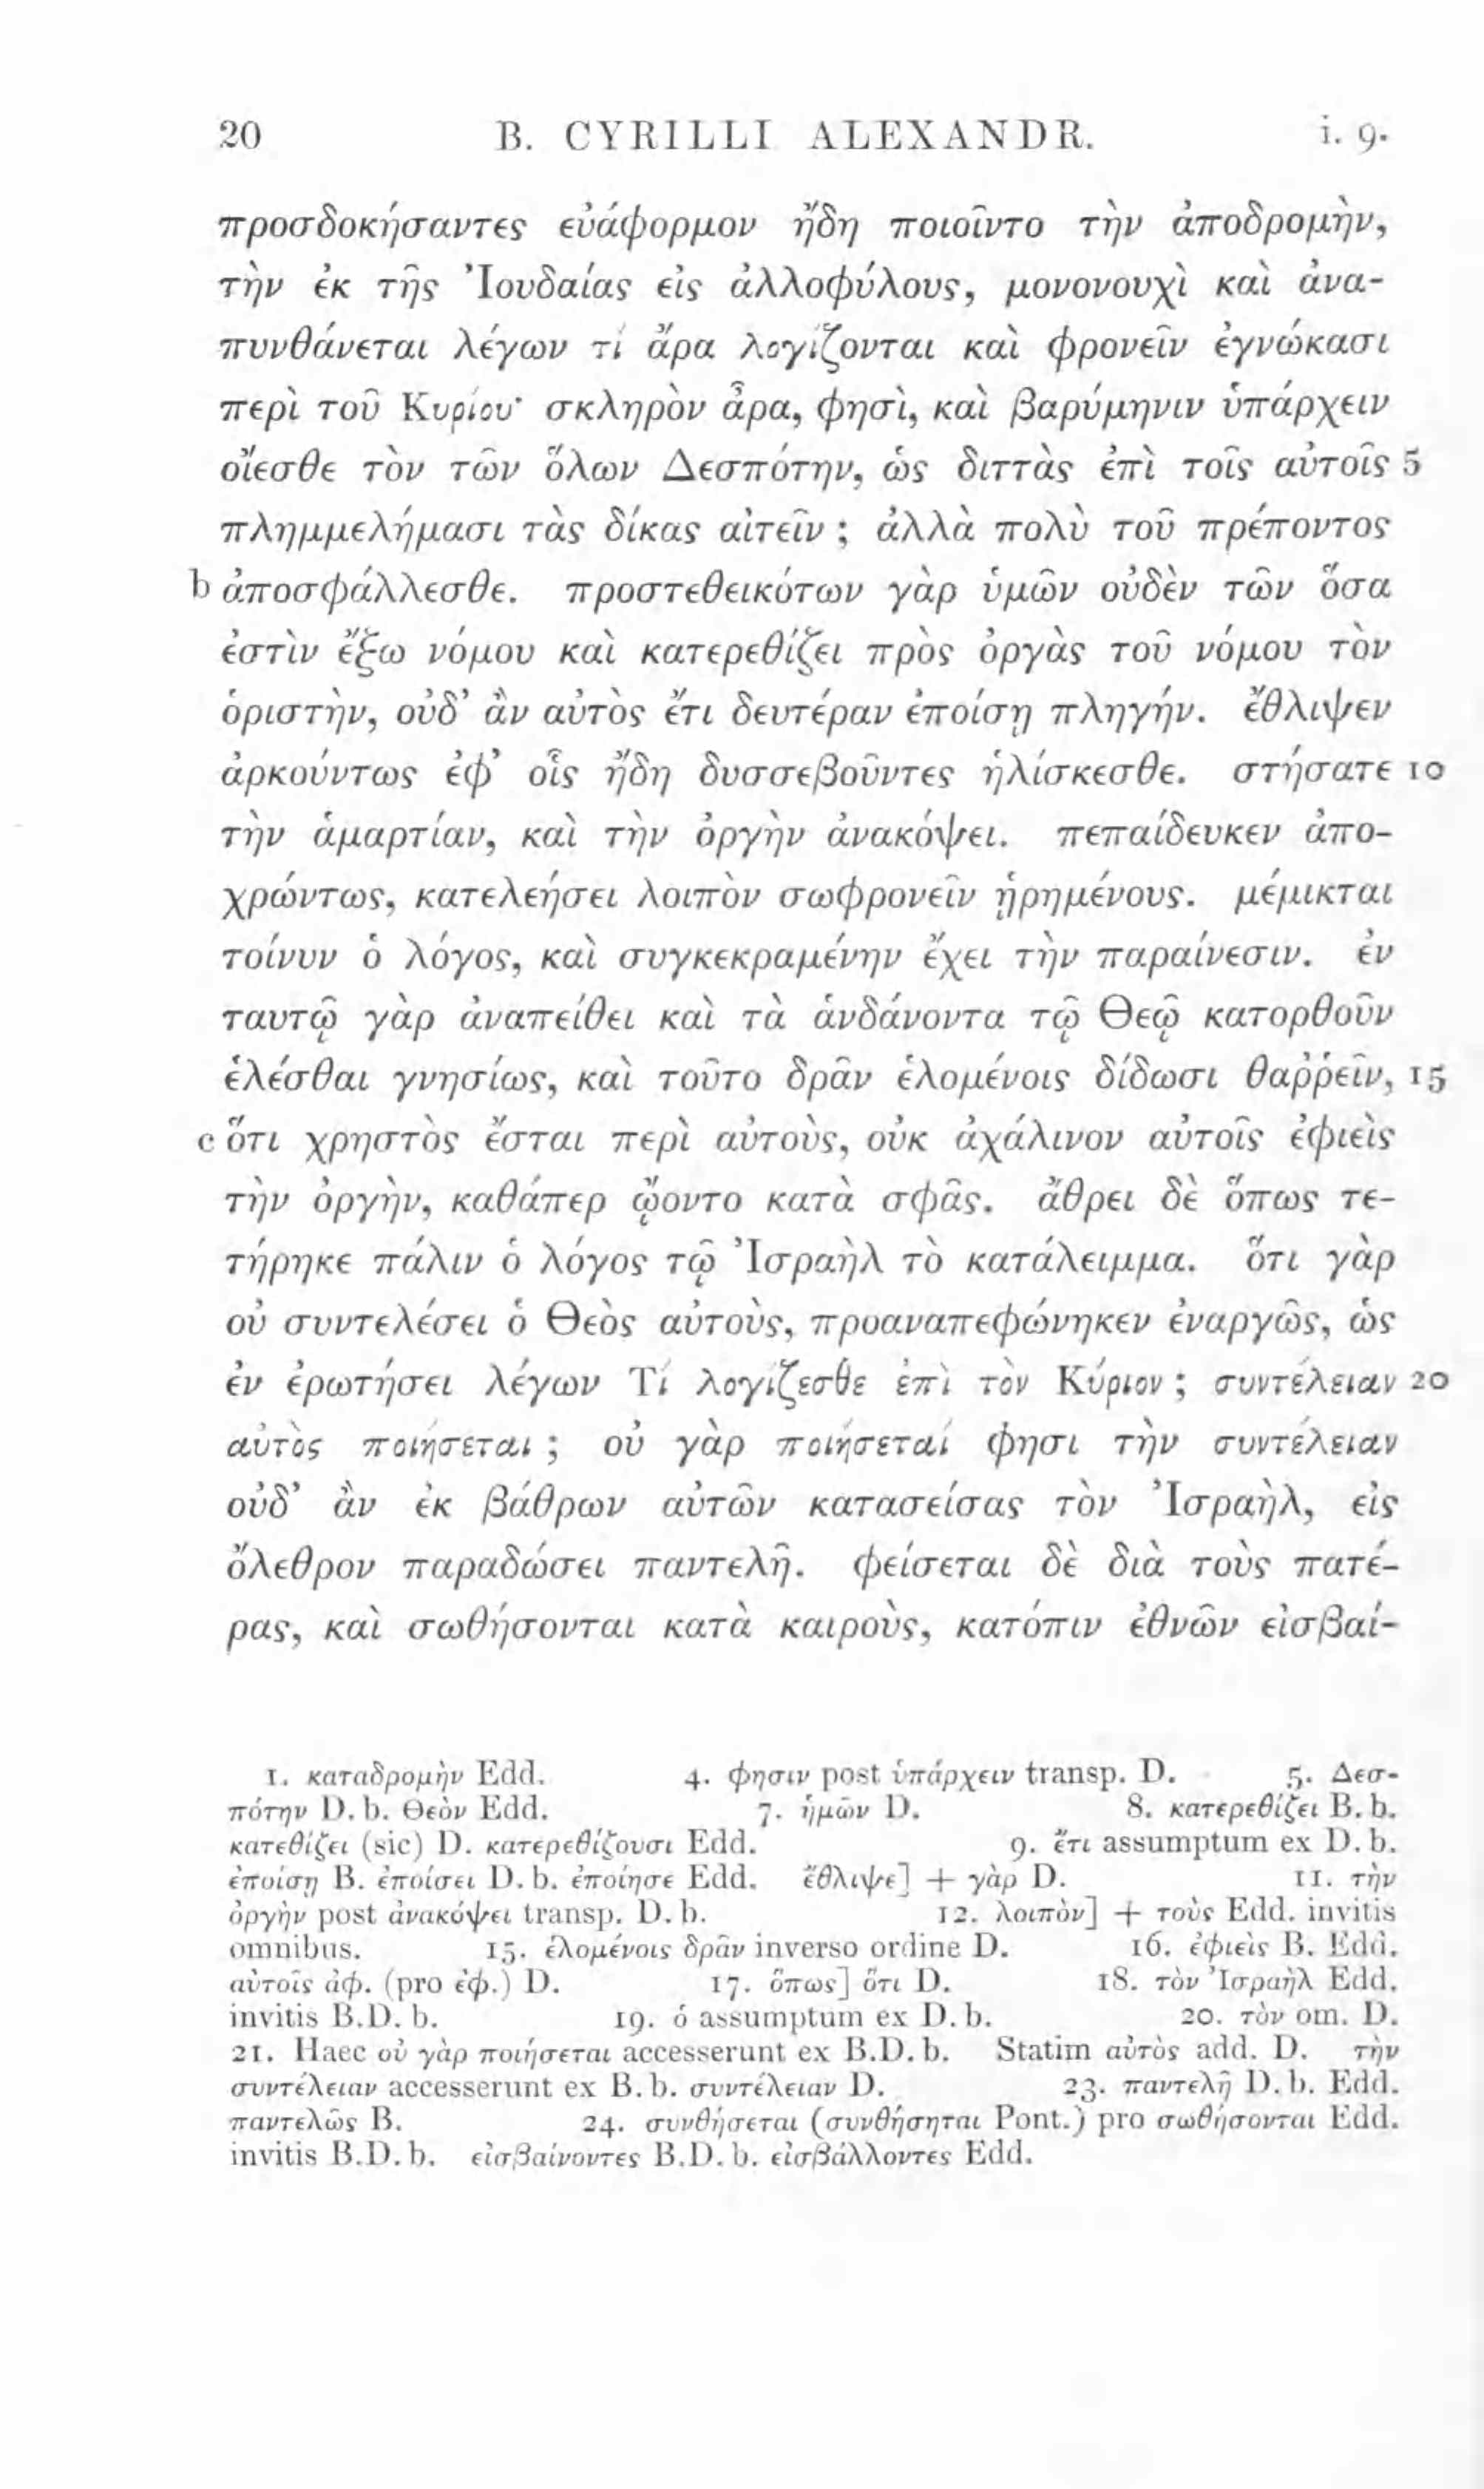 20 B. CYRILLI ALEXANDR. i. 9.
προσδοκήσαντες εὐάφορμον ἤδη ποιοῖντο τὴν ἀποδρομὴν,
τὴν ἐκ τῆς Ἰουδαίας εἰς ἀλλοφύλους, μονονουχὶ καὶ ἀνα-
πυνθάνεται λέγων τί ἄρα λογίζονται καὶ φρονεῖν ἐγνώκασι
περὶ τοῦ Κυρίου· σκληρὸν ἆρα, φησὶ, καὶ βαρύμηνιν ὑπάρχειν
οἴεσθε τὸν τῶν ὅλων Δεσπότην, ὡς διττὰς ἐπὶ τοῖς αὐτοῖς 5
πλημμελήμασι τὰς δίκας αἰτεῖν ; ἀλλὰ πολὺ τοῦ πρέποντος
b ἀποσφάλλεσθε. προστεθεικότων γὰρ ὑμῶν οὐδὲν τῶν ὅσα
ἐστὶν ἔξω νόμου καὶ κατερεθίζει πρὸς ὀργὰς τοῦ νόμου τὸν
ὁριστὴν, οὐδ’ ἂν αὐτὸς ἔτι δευτέραν ἐποίσῃ πληγήν. ἔθλιψεν
ἀρκούντως ἐφ’ οἷς ἤδη δυσσεβοῦντες ἡλίσκεσθε. στήσατε 10
τὴν ἁμαρτίαν, καὶ τὴν ὀργὴν ἀνακόψει. πεπαίδευκεν ἀπο-
χρώντως, κατελεήσει λοιπὸν σωφρονεῖν ᾑρημένους. μέμικται
τοίνυν ὁ λόγος, καὶ συγκεκραμένην ἔχει τὴν παραίνεσιν. ἐν
ταυτῷ γὰρ ἀναπείθει καὶ τὰ ἁνδάνοντα τῷ Θεῷ κατορθοῦν
ἑλέσθαι γνησίως, καὶ τοῦτο δρᾶν ἑλομένοις δίδωσι θαῤῥεῖν, 15
c ὅτι χρηστὸς ἔσται περὶ αὐτοὺς, οὐκ ἀχάλινον αὐτοῖς ἐφιεὶς
τὴν ὀργὴν, καθάπερ ᾤοντο κατὰ σφᾶς. ἄθρει δὲ ὅπως τε-
τήρηκε πάλιν ὁ λόγος τῷ Ἰσραὴλ τὸ κατάλειμμα. ὅτι γὰρ
οὐ συντελέσει ὁ Θεὸς αὐτοὺς, προαναπεφώνηκεν ἐναργῶς, ὡς
ἐν ἐρωτήσει λέγων Τί λογίζεσθε ἐπὶ τὸν Κύριον ; συντέλειαν 20
αὐτὸς ποιήσεται ; οὐ γὰρ ποιήσεταί φησι τὴν συντέλειαν
οὐδ’ ἂν ἐκ βάθρων αὐτῶν κατασείσας τὸν Ἰσραὴλ, εἰς
ὄλεθρον παραδώσει παντελῆ. φείσεται δὲ διὰ τοὺς πατέ-
ρας, καὶ σωθήσονται κατὰ καιροὺς, κατόπιν ἐθνῶν εἰσβαί-
1. καταδρομὴν Edd. 4. φησιν post ὑπάρχειν transp. D. 5. Δεσ-
πότην D. b. Θεὸν Edd. 7. ἡμῶν D. 8. κατερεθίζει B. b.
κατεθίζει (sic) D. κατερεθίζουσι Edd. 9. ἔτι assumptum ex D. b.
ἐποίσῃ B. ἐποίσει D. b. ἐποίησε Edd. ἔθλιψε] + γὰρ D. 11. τὴν
ὀργὴν post ἀνακόψει transp. D. b. 12. λοιπὸν] + τοὺς Edd. invitis
omnibus. 15. ἑλομένοις δρᾶν inverso ordine D. 16. ἐφιεὶς B. Edd.
αὐτοῖς ἀφ. (pro ἐφ.) D. 17. ὅπως] ὅτι D. 18. τὸν Ἰσραὴλ Edd.
invitis B.D. b. 19. ὁ assumptum ex D. b. 20. τὸν om. D.
21. Haec οὐ γὰρ ποιήσεται accesserunt ex B.D. b. Statim αὐτὸς add. D. τὴν
συντέλειαν accesserunt ex B. b. συντέλειαν D. 23. παντελῆ D. b. Edd.
παντελῶς B. 24. συνθήσεται (συνθήσηται Pont.) pro σωθήσονται Edd.
invitis B.D. b. εἰσβαίνοντες B.D. b. εἰσβάλλοντες Edd.